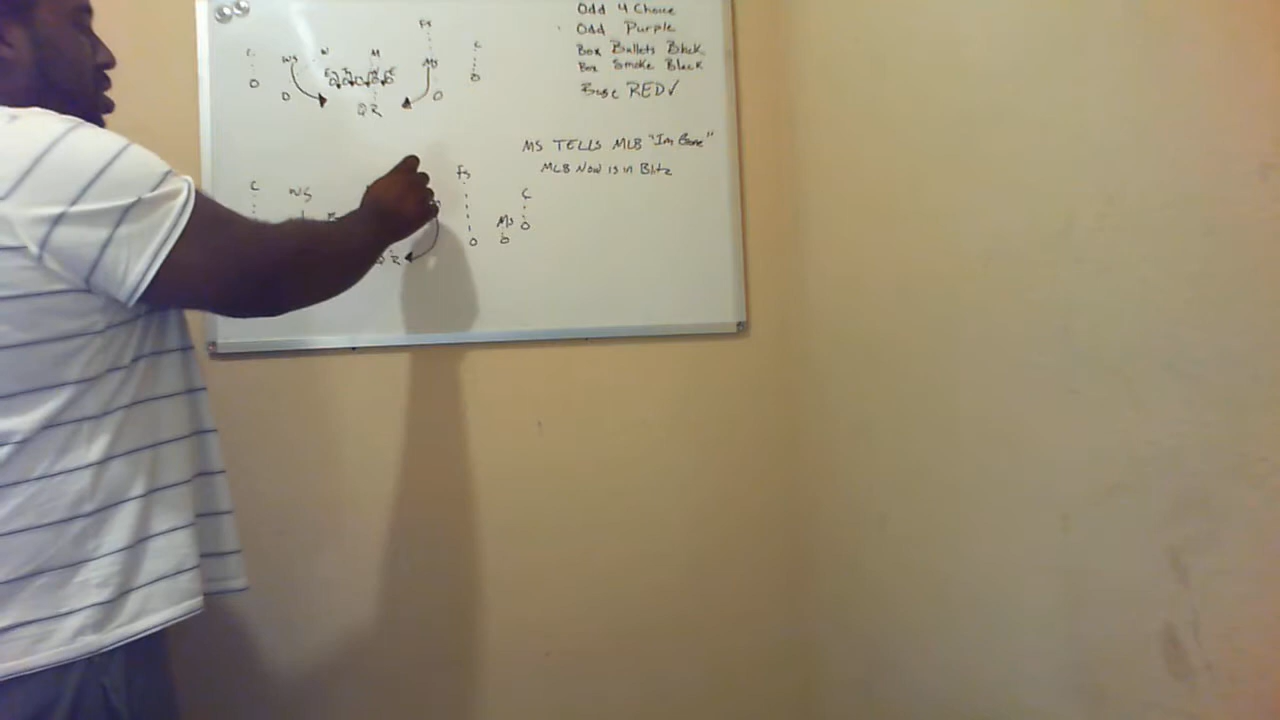 Odd 4 Choice
Odd Purple
Box Bullets Black
Box Smoke Black
Base RED √
MS TELLS MLB "Im Gone"
MLB Now is in Blitz
Fs
C W M C
WS MS
E E
O O
O O
Q R
Fs
C WS C
Ms O
O O
R